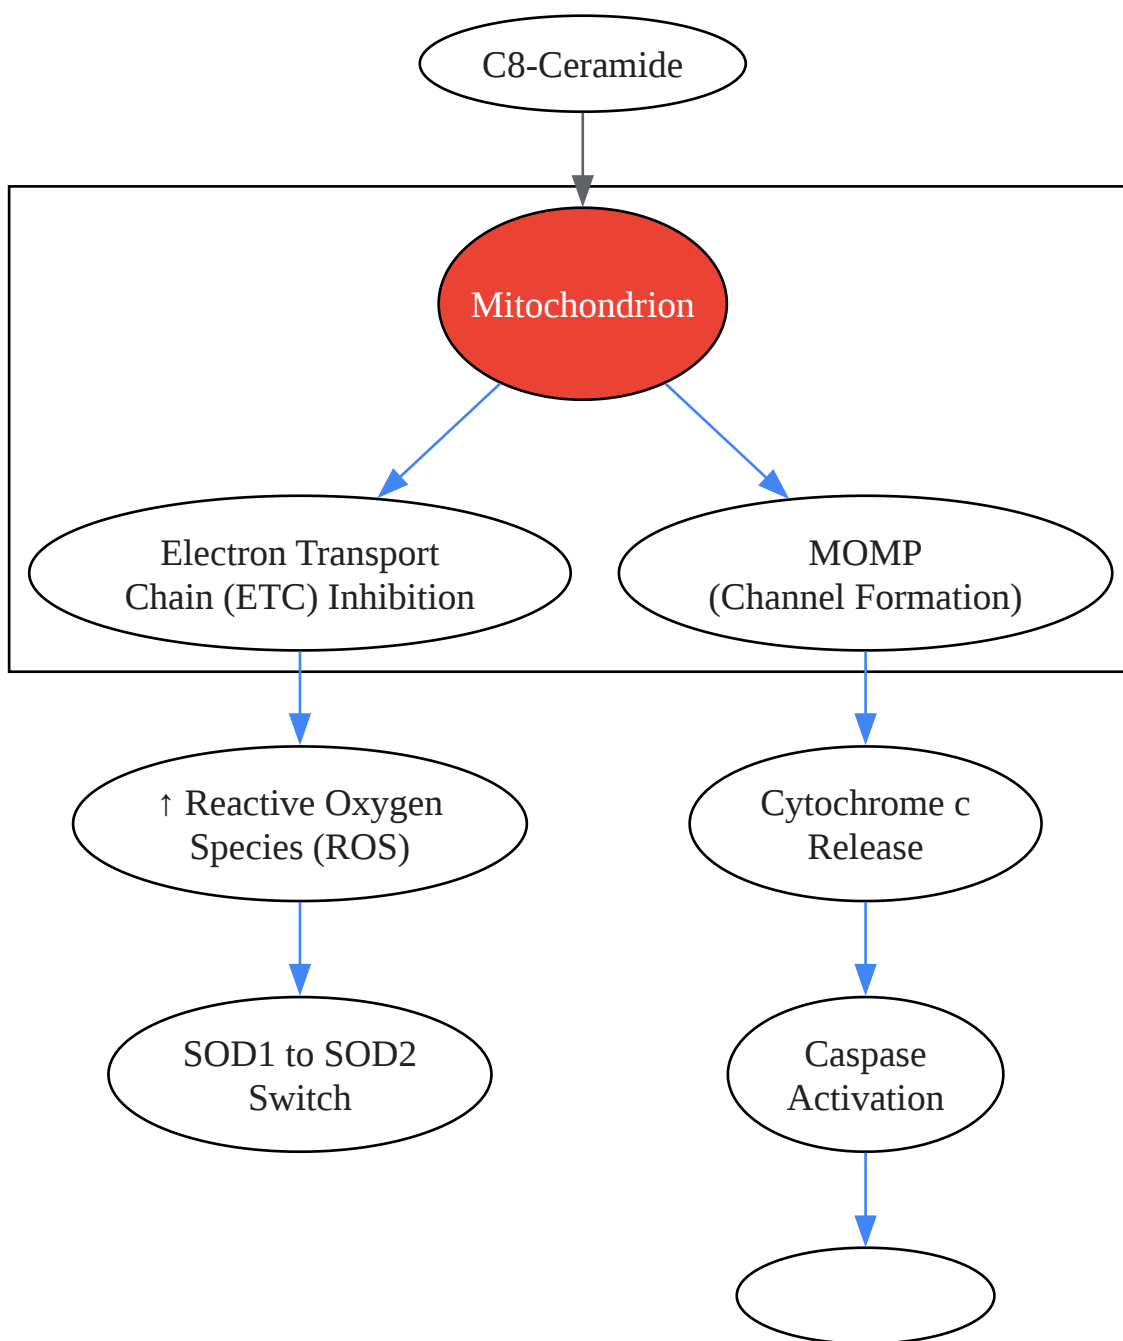 C8-Ceramide
Mitochondrion
Electron Transport
Chain (ETC) Inhibition
MOMP
(Channel Formation)
↑ Reactive Oxygen
Species (ROS)
Cytochrome c
Release
SOD1 to SOD2
Switch
Caspase
Activation